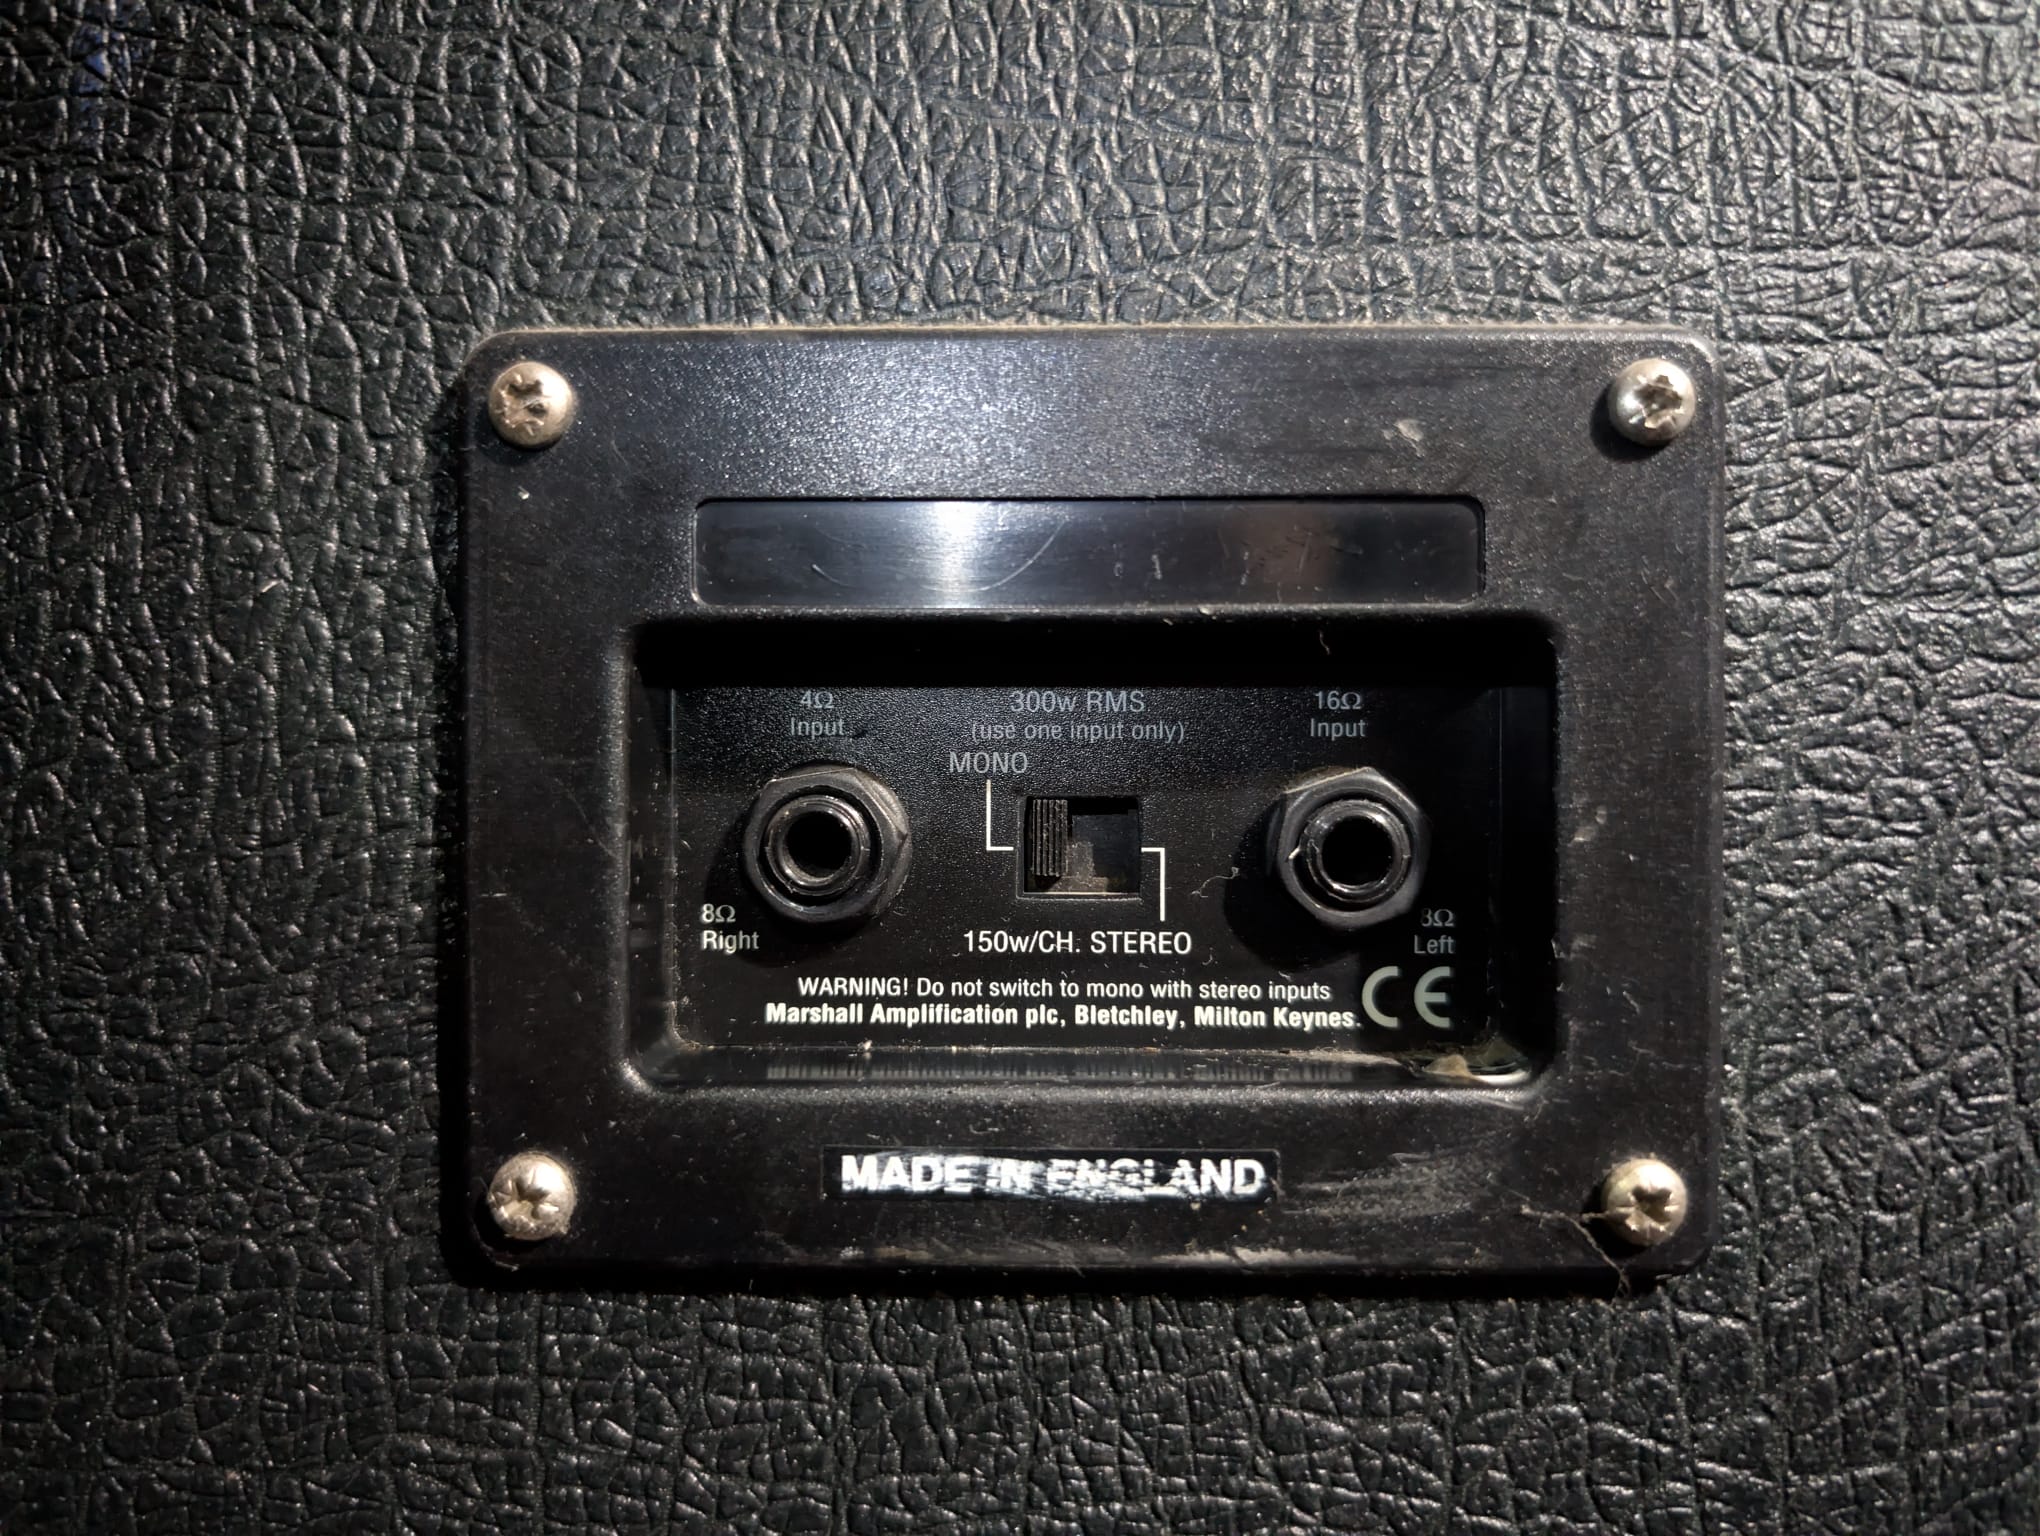 4Ω
Input
300w RMS
(use one input only)
16Ω
Input
MONO
8Ω
Right
150w/CH. STEREO
8Ω
Left
WARNING! Do not switch to mono with stereo inputs
Marshall Amplification plc, Bletchley, Milton Keynes.
CE
MADE IN ENGLAND